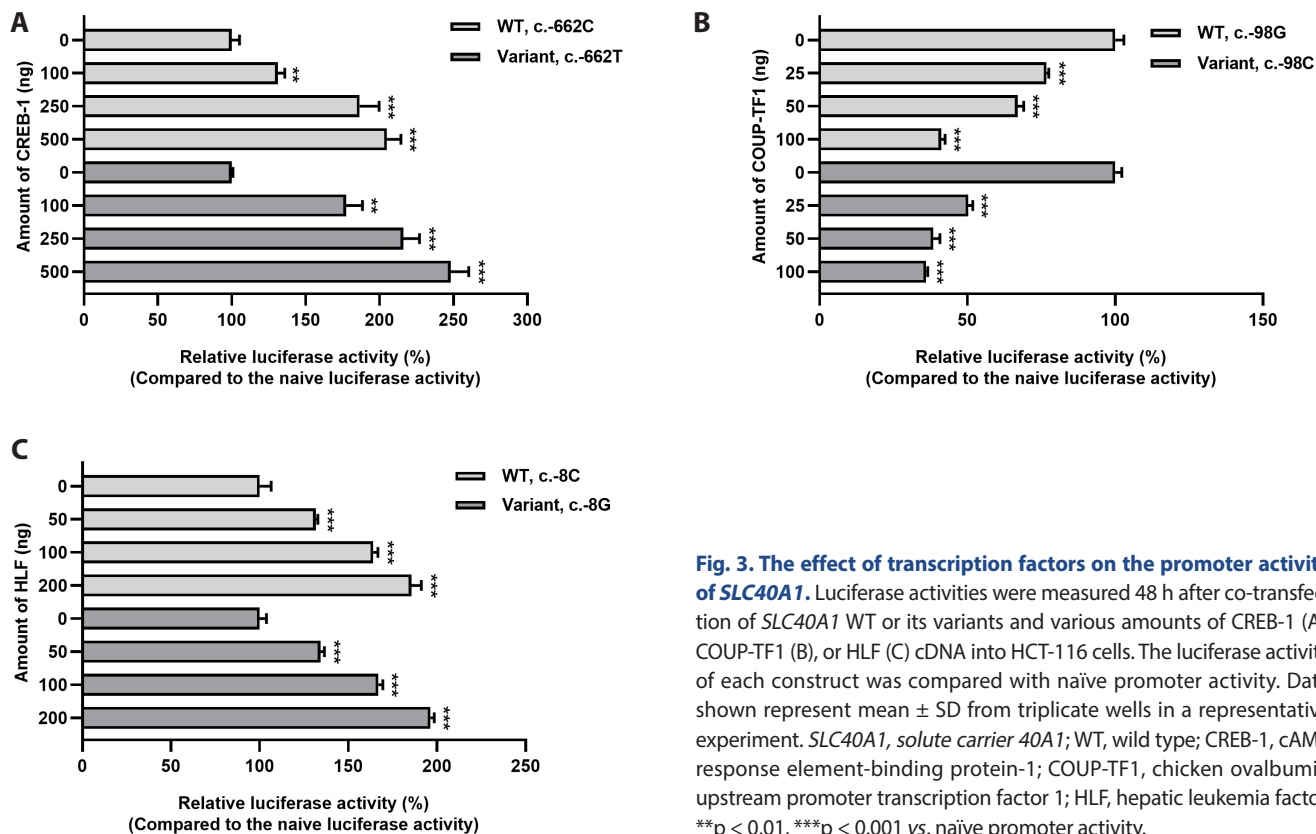 A
WT, c.-662C
Variant, c.-662T
Amount of CREB-1 (ng)
0
100
**
250
***
500
***
0
100
**
250
***
500
***
0 50 100 150 200 250 300
Relative luciferase activity (%)
(Compared to the naive luciferase activity)
B
WT, c.-98G
Variant, c.-98C
Amount of COUP-TF1 (ng)
0
25
***
50
***
100
***
0
25
***
50
***
100
***
0 50 100 150
Relative luciferase activity (%)
(Compared to the naive luciferase activity)
C
WT, c.-8C
Variant, c.-8G
Amount of HLF (ng)
0
50
***
100
***
200
***
0
50
***
100
***
200
***
0 50 100 150 200 250
Relative luciferase activity (%)
(Compared to the naive luciferase activity)
Fig. 3. The effect of transcription factors on the promoter activit
of SLC40A1. Luciferase activities were measured 48 h after co-transfec
tion of SLC40A1 WT or its variants and various amounts of CREB-1 (A
COUP-TF1 (B), or HLF (C) cDNA into HCT-116 cells. The luciferase activit
of each construct was compared with naïve promoter activity. Dat
shown represent mean ± SD from triplicate wells in a representativ
experiment. SLC40A1, solute carrier 40A1; WT, wild type; CREB-1, cAM
response element-binding protein-1; COUP-TF1, chicken ovalbumi
upstream promoter transcription factor 1; HLF, hepatic leukemia facto
**p < 0.01, ***p < 0.001 vs. naïve promoter activity.